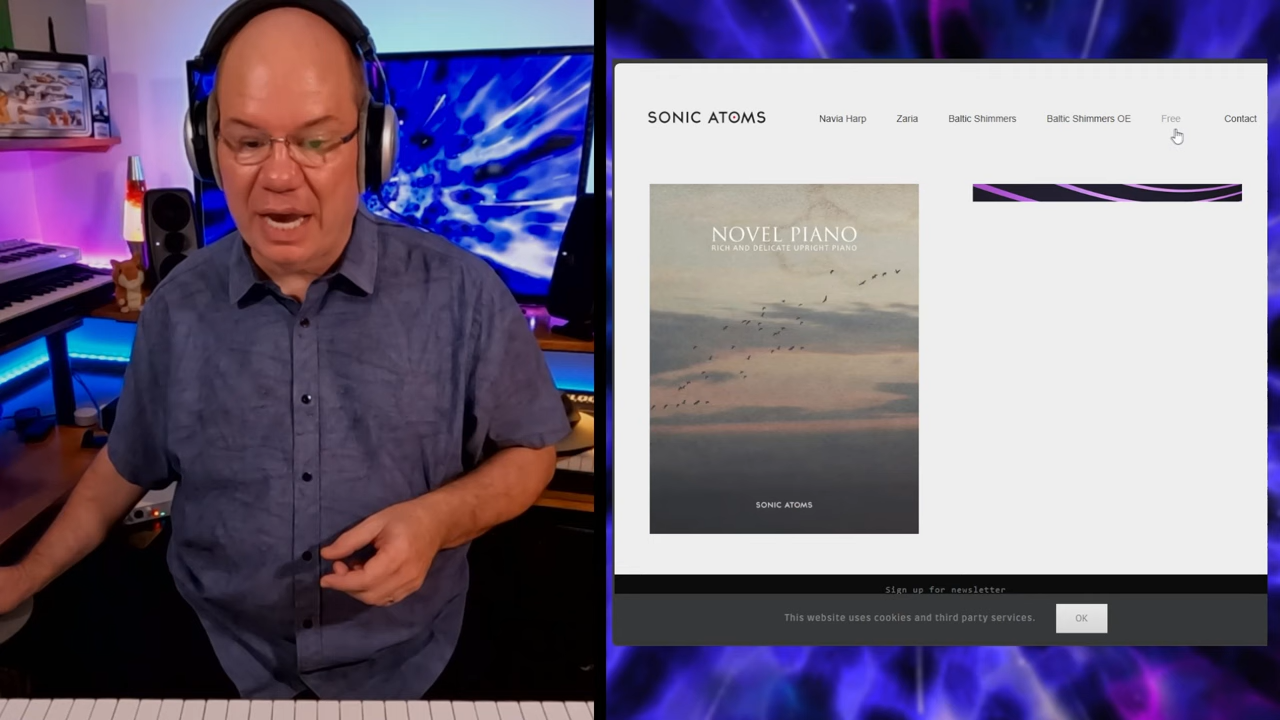 SONIC ATOMS
Navia Harp
Zaria
Baltic Shimmers
Baltic Shimmers OE
Free
Contact
NOVEL PIANO
RICH AND DELICATE UPRIGHT PIANO
SONIC ATOMS
Sign up for newsletter
This website uses cookies and third party services.
OK